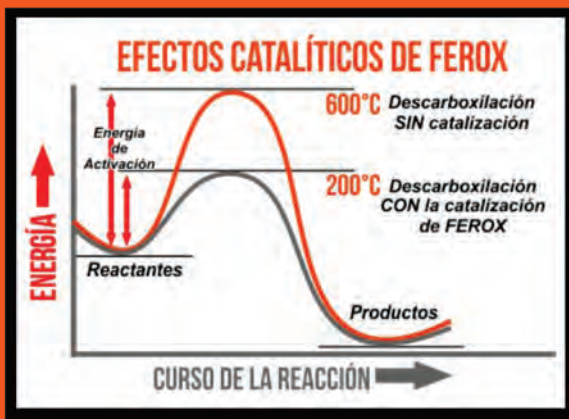 EFECTOS CATALÍTICOS DE FEROX
600°C Descarboxilación
SIN catalización
Energía
de
Activación
200°C Descarboxilación
CON la catalización
de FEROX
ENERGÍA
Reactantes
Productos
CURSO DE LA REACCIÓN